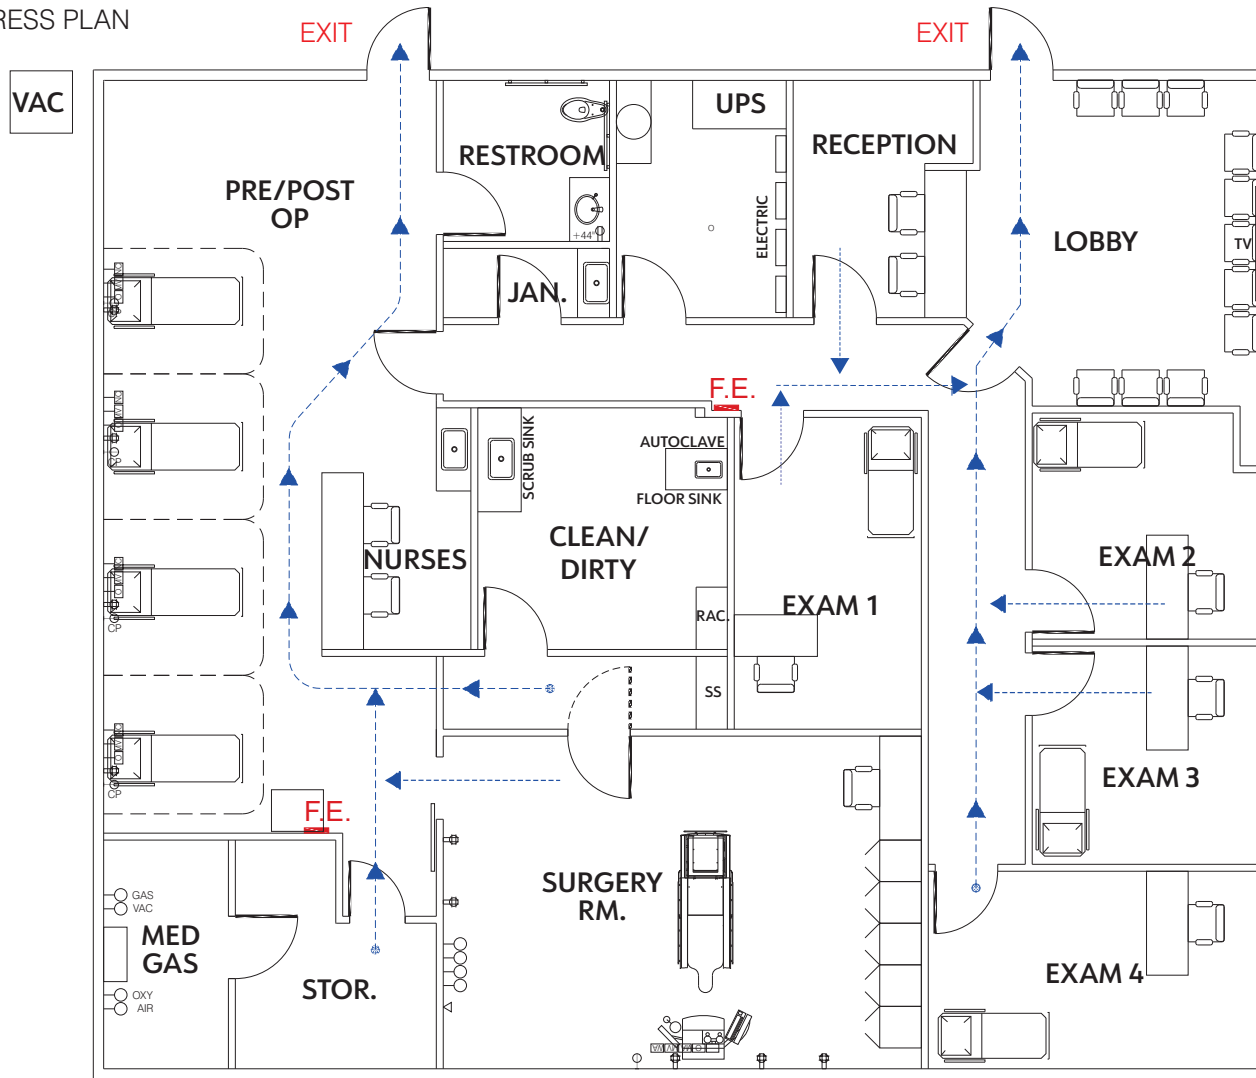 RESS PLAN
EXIT
EXIT
VAC
UPS
RESTROOM
RECEPTION
PRE/POST
OP
+44"
ELECTRIC
LOBBY
TV
JAN.
F.E.
SCRUB SINK
AUTOCLAVE
FLOOR SINK
CP
NURSES
CLEAN/
DIRTY
EXAM 2
EXAM 1
RAC.
CP
SS
EXAM 3
CP
F.E.
SURGERY
RM.
GAS
VAC
MED
GAS
STOR.
EXAM 4
OXY
AIR